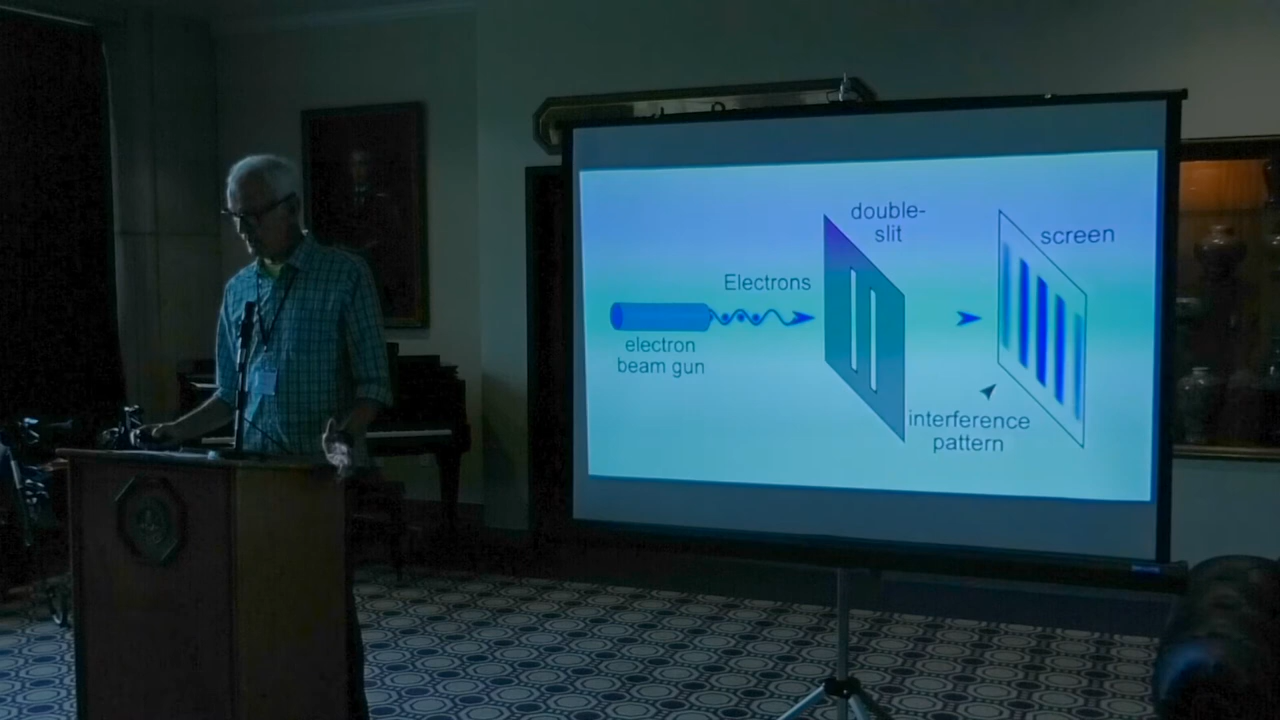 double-
slit
screen
Electrons
electron
beam gun
interference
pattern